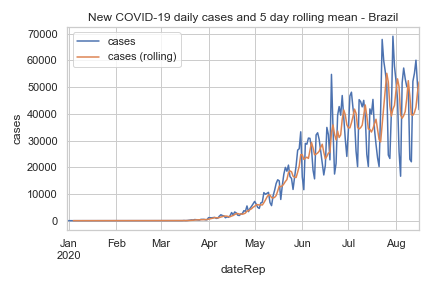 New COVID-19 daily cases and 5 day rolling mean - Brazil
cases
cases (rolling)
70000
60000
50000
40000
30000
20000
10000
0
cases
Jan Feb Mar Apr May Jun Jul Aug
2020
dateRep